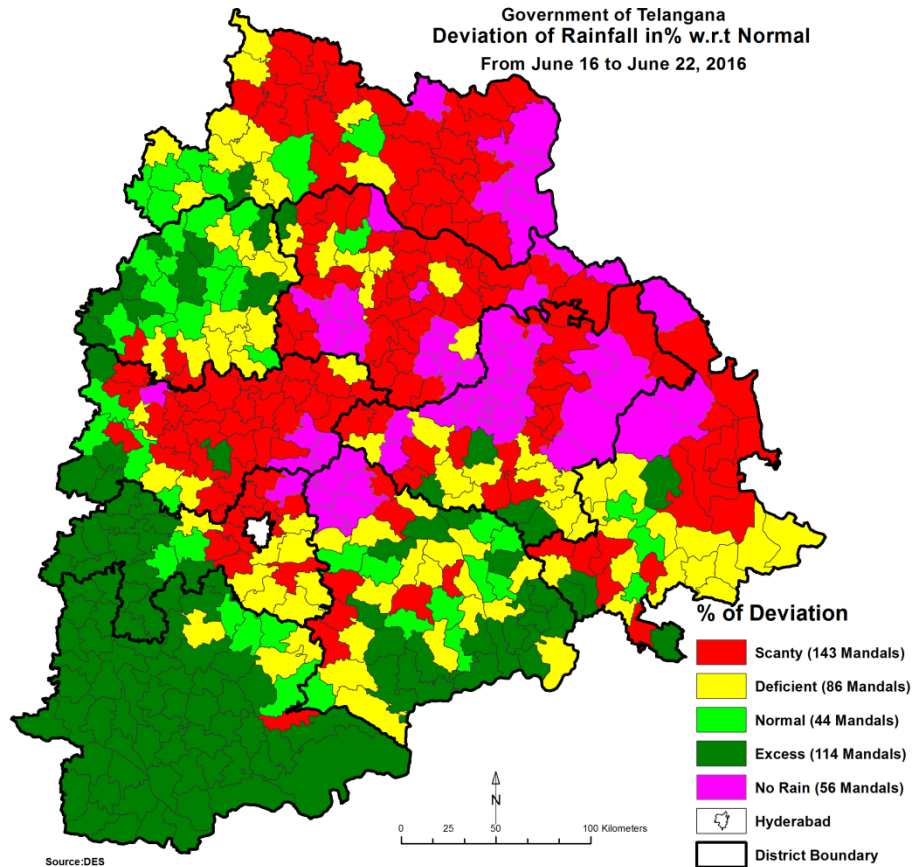 Government of Telangana
Deviation of Rainfall in% w.r.t Normal
From June 16 to June 22, 2016
% of Deviation
Scanty (143 Mandals)
Deficient (86 Mandals)
Normal (44 Mandals)
Excess (114 Mandals)
No Rain (56 Mandals)
Hyderabad
District Boundary
N
0 25 50 100 Kilometers
Source:DES